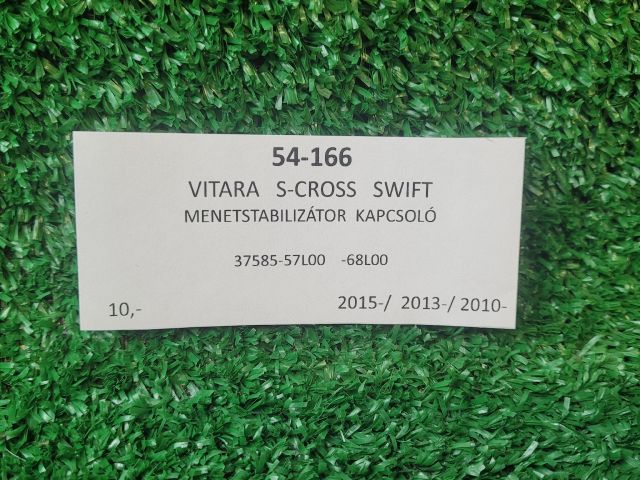 54-166
VITARA S-CROSS SWIFT
MENETSTABILIZÁTOR KAPCSOLÓ
37585-57L00 -68L00
10,- 2015-/ 2013-/ 2010-